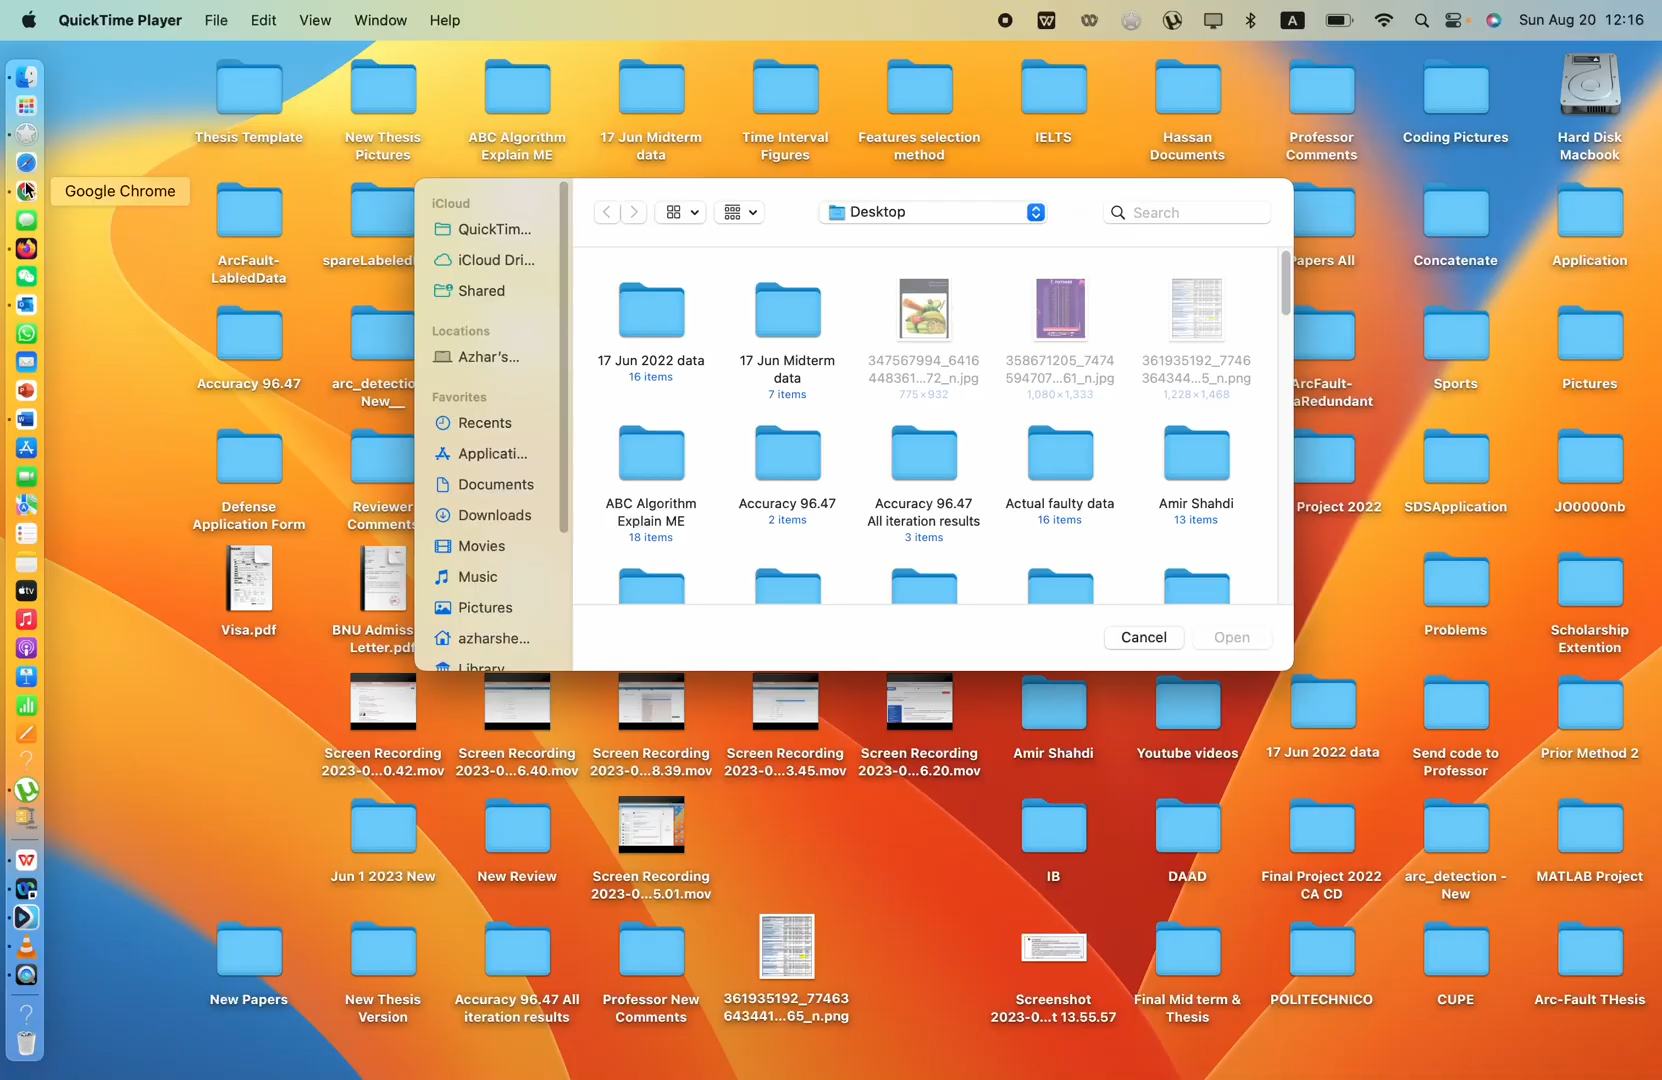 QuickTime Player File Edit View Window Help
Sun Aug 20 12:16
Thesis Template
New Thesis
Pictures
ABC Algorithm
Explain ME
17 Jun Midterm
data
Time Interval
Figures
Features selection
method
IELTS
Hassan
Documents
Professor
Comments
Coding Pictures
Hard Disk
Macbook
Google Chrome
ArcFault-
LabledData
spareLabeled
Papers All
Concatenate
Application
Accuracy 96.47
arc_detectio
New__
ArcFault-
aRedundant
Sports
Pictures
Defense
Application Form
Reviewer
Comments
Project 2022
SDSApplication
JO0000nb
Visa.pdf
BNU Admiss
Letter.pdf
Problems
Scholarship
Extention
iCloud
QuickTim...
iCloud Dri...
Shared
Locations
Azhar's...
Favorites
Recents
Applicati...
Documents
Downloads
Movies
Music
Pictures
azharshe...
Library
Desktop
Search
17 Jun 2022 data
16 items
17 Jun Midterm
data
7 items
347567994_6416
448361...72_n.jpg
775×932
358671205_7474
594707...61_n.jpg
1,080×1,333
361935192_7746
364344...5_n.png
1,228×1,468
ABC Algorithm
Explain ME
18 items
Accuracy 96.47
2 items
Accuracy 96.47
All iteration results
3 items
Actual faulty data
16 items
Amir Shahdi
13 items
Cancel
Open
Screen Recording
2023-0...0.42.mov
Screen Recording
2023-0...6.40.mov
Screen Recording
2023-0...8.39.mov
Screen Recording
2023-0...3.45.mov
Screen Recording
2023-0...6.20.mov
Amir Shahdi
Youtube videos
17 Jun 2022 data
Send code to
Professor
Prior Method 2
Jun 1 2023 New
New Review
Screen Recording
2023-0...5.01.mov
IB
DAAD
Final Project 2022
CA CD
arc_detection -
New
MATLAB Project
New Papers
New Thesis
Version
Accuracy 96.47 All
iteration results
Professor New
Comments
361935192_77463
643441...65_n.png
Screenshot
2023-0...t 13.55.57
Final Mid term &
Thesis
POLITECHNICO
CUPE
Arc-Fault THesis